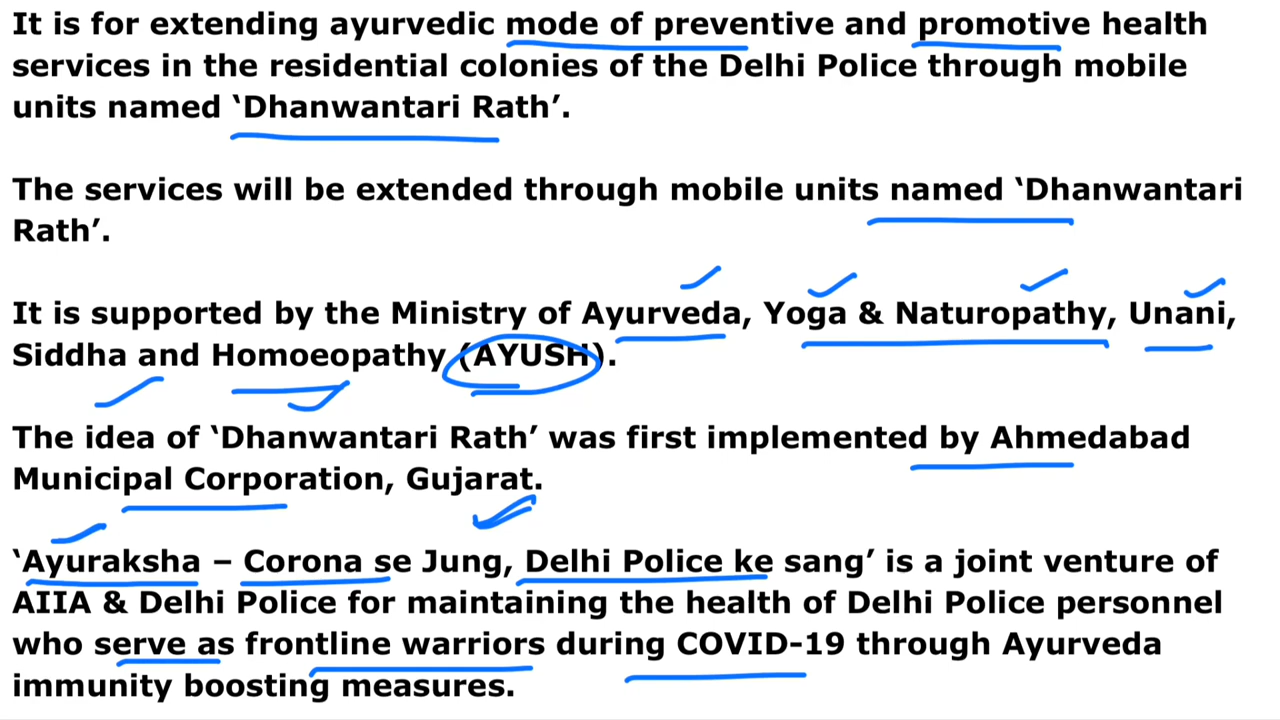 It is for extending ayurvedic mode of preventive and promotive health
services in the residential colonies of the Delhi Police through mobile
units named ‘Dhanwantari Rath’.
The services will be extended through mobile units named ‘Dhanwantari
Rath’.
It is supported by the Ministry of Ayurveda, Yoga & Naturopathy, Unani,
Siddha and Homoeopathy (AYUSH).
The idea of ‘Dhanwantari Rath’ was first implemented by Ahmedabad
Municipal Corporation, Gujarat.
‘Ayuraksha – Corona se Jung, Delhi Police ke sang’ is a joint venture of
AIIA & Delhi Police for maintaining the health of Delhi Police personnel
who serve as frontline warriors during COVID-19 through Ayurveda
immunity boosting measures.